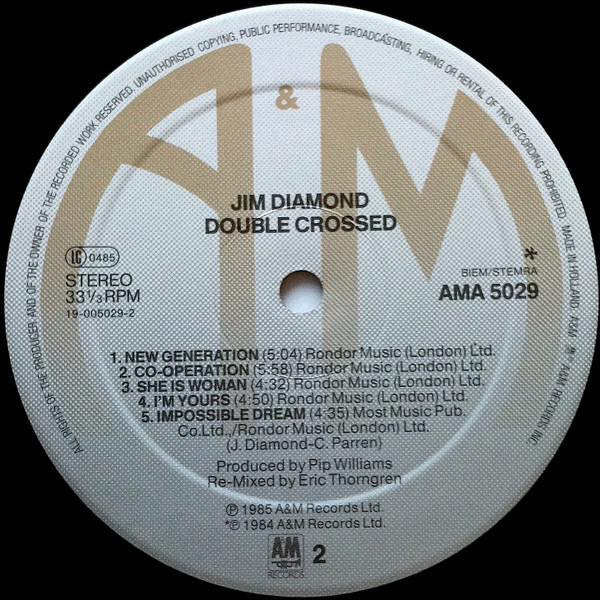 ALL RIGHTS OF THE PRODUCER AND OF THE OWNER OF THE RECORDED WORK RESERVED. UNAUTHORISED COPYING, PUBLIC PERFORMANCE, BROADCASTING, HIRING OR RENTAL OF THIS RECORDING PROHIBITED MADE IN HOLLAND. A&M ® A&M RECORDS INC.
A & M
JIM DIAMOND
DOUBLE CROSSED
LC 0485
STEREO
33⅓ RPM
19-005029-2
*
BIEM/STEMRA
AMA 5029
1. NEW GENERATION (5:04) Rondor Music (London) Ltd.
2. CO-OPERATION (5:58) Rondor Music (London) Ltd.
3. SHE IS WOMAN (4:32) Rondor Music (London) Ltd.
4. I'M YOURS (4:50) Rondor Music (London) Ltd.
5. IMPOSSIBLE DREAM (4:35) Most Music Pub.
Co.Ltd.,/Rondor Music (London) Ltd.
(J. Diamond-C. Parren)
Produced by Pip Williams
Re-Mixed by Eric Thorngren
℗ 1985 A&M Records Ltd.
*℗ 1984 A&M Records Ltd.
AM
RECORDS
2